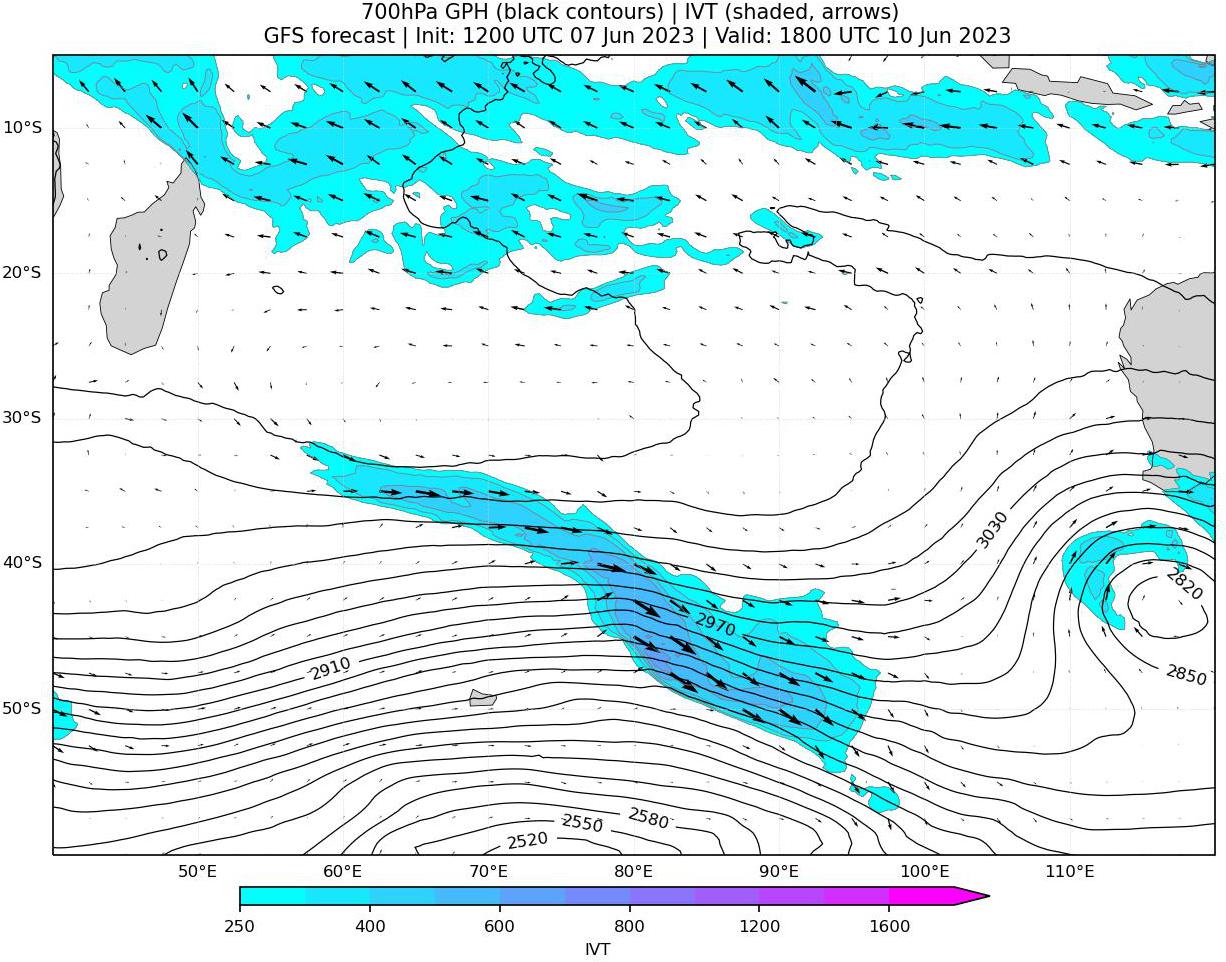 700hPa GPH (black contours) | IVT (shaded, arrows)
GFS forecast | Init: 1200 UTC 07 Jun 2023 | Valid: 1800 UTC 10 Jun 2023
10°S
20°S
30°S
40°S
50°S
3030
2820
2970
2910
2850
2580
2550
2520
50°E
60°E
70°E
80°E
90°E
100°E
110°E
250
400
600
800
1200
1600
IVT